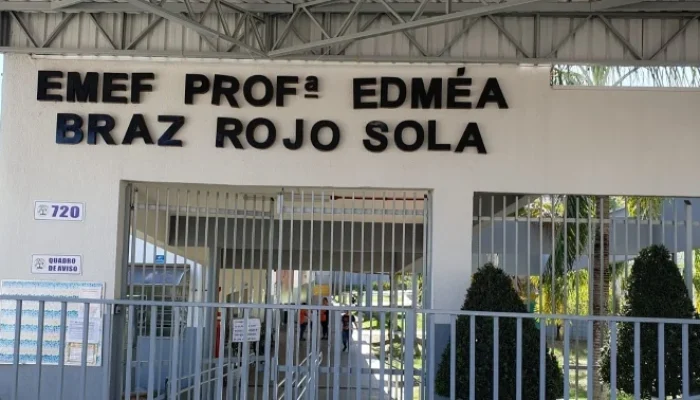 EMEF PROFª EDMÉA
BRAZ ROJO SOLA
720
QUADRO
DE AVISO